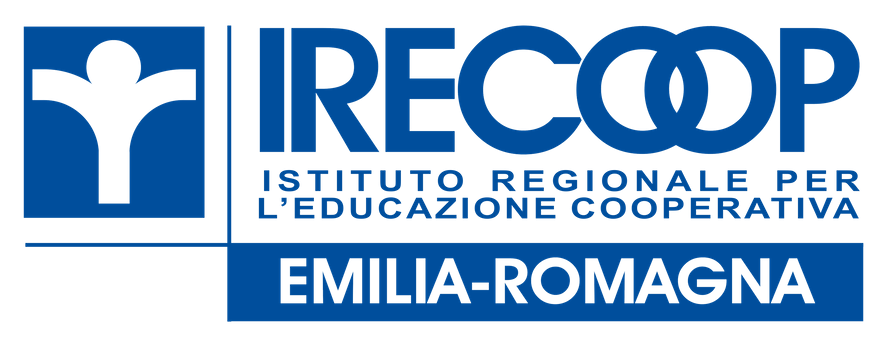 IRECOOP
ISTITUTO REGIONALE PER
L'EDUCAZIONE COOPERATIVA
EMILIA-ROMAGNA